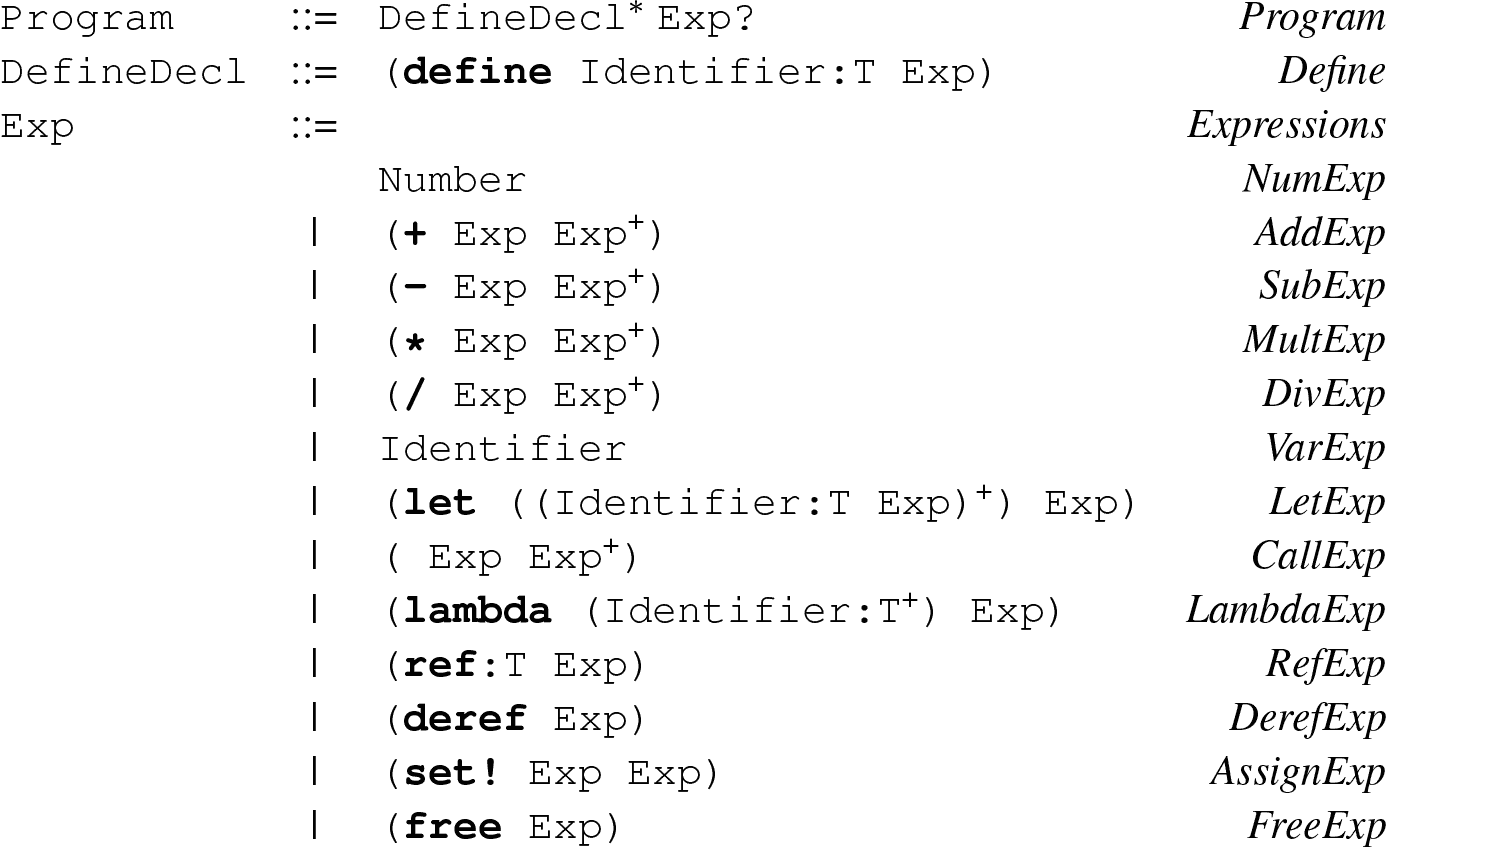 Program ::= DefineDecl* Exp? Program
DefineDecl ::= (define Identifier:T Exp) Define
Exp ::= Expressions
Number NumExp
| (+ Exp Exp⁺) AddExp
| (- Exp Exp⁺) SubExp
| (* Exp Exp⁺) MultExp
| (/ Exp Exp⁺) DivExp
| Identifier VarExp
| (let ((Identifier:T Exp)⁺) Exp) LetExp
| ( Exp Exp⁺) CallExp
| (lambda (Identifier:T⁺) Exp) LambdaExp
| (ref:T Exp) RefExp
| (deref Exp) DerefExp
| (set! Exp Exp) AssignExp
| (free Exp) FreeExp